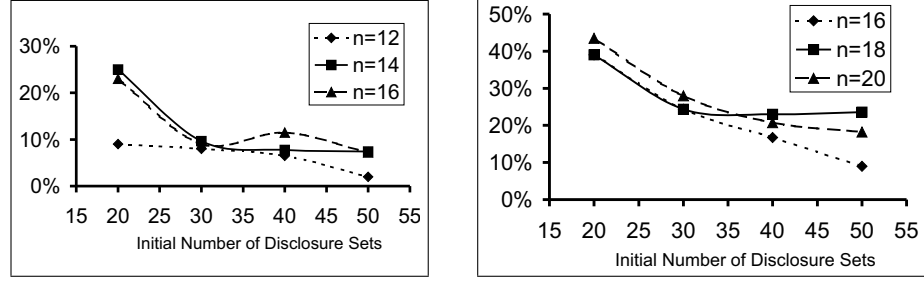 30%
20%
10%
0%
15 20 25 30 35 40 45 50 55
Initial Number of Disclosure Sets
n=12
n=14
n=16
50%
40%
30%
20%
10%
0%
15 20 25 30 35 40 45 50 55
Initial Number of Disclosure Sets
n=16
n=18
n=20